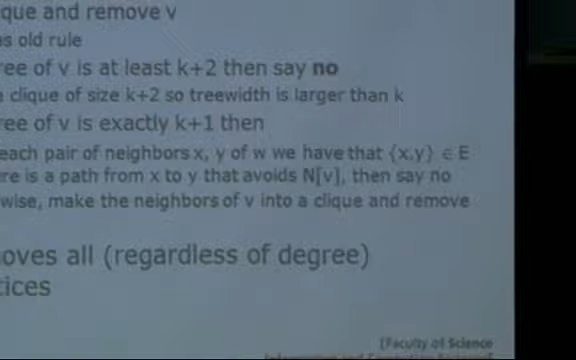 que and remove v
s old rule
ree of v is at least k+2 then say no
clique of size k+2 so treewidth is larger than k
ree of v is exactly k+1 then
each pair of neighbors x, y of w we have that {x,y} ∈ E
re is a path from x to y that avoids N[v], then say no
wise, make the neighbors of v into a clique and remove
oves all (regardless of degree)
tices
[Faculty of Science